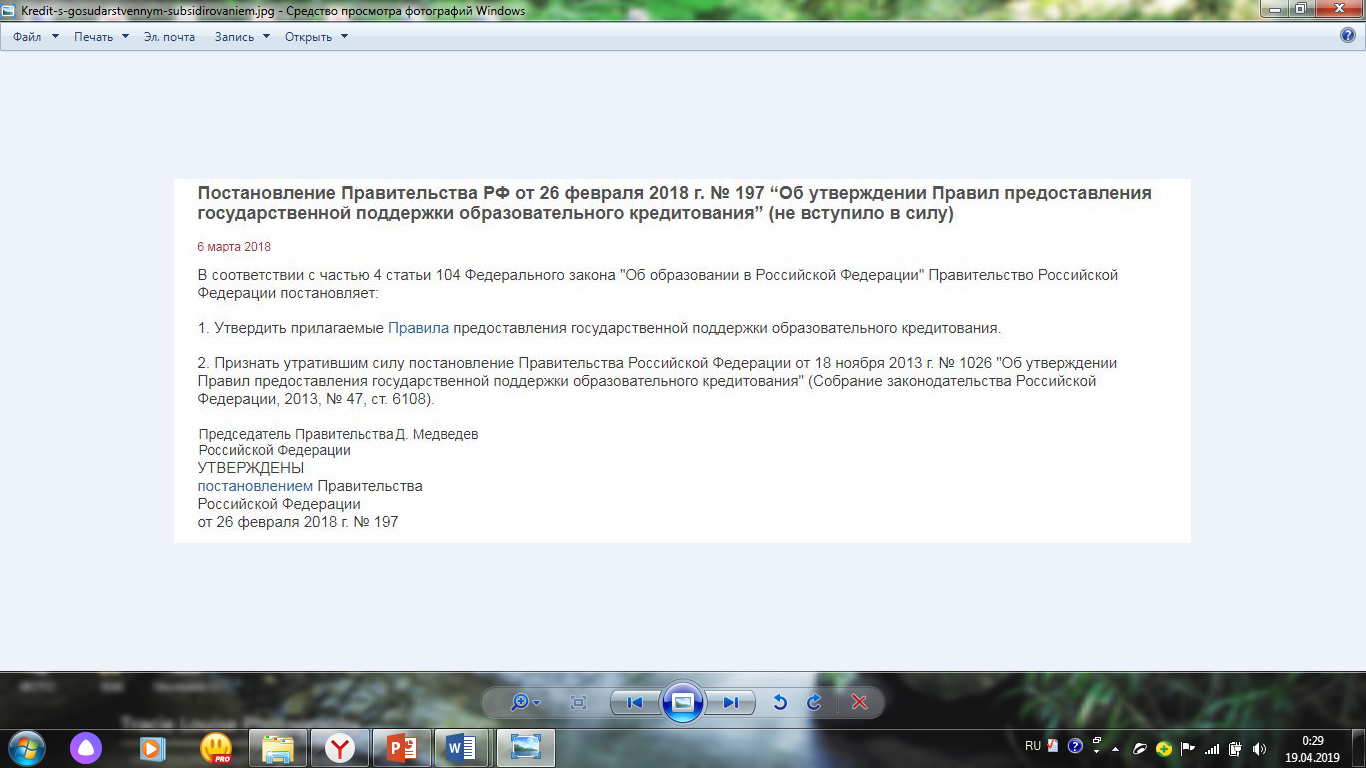 Kredit-s-gosudarstvennym-subsidirovaniem.jpg - Средство просмотра фотографий Windows
Файл Печать Эл. почта Запись Открыть
Постановление Правительства РФ от 26 февраля 2018 г. № 197 “Об утверждении Правил предоставления
государственной поддержки образовательного кредитования” (не вступило в силу)
6 марта 2018
В соответствии с частью 4 статьи 104 Федерального закона "Об образовании в Российской Федерации" Правительство Российской
Федерации постановляет:
1. Утвердить прилагаемые Правила предоставления государственной поддержки образовательного кредитования.
2. Признать утратившим силу постановление Правительства Российской Федерации от 18 ноября 2013 г. № 1026 "Об утверждении
Правил предоставления государственной поддержки образовательного кредитования" (Собрание законодательства Российской
Федерации, 2013, № 47, ст. 6108).
Председатель Правительства Д. Медведев
Российской Федерации
УТВЕРЖДЕНЫ
постановлением Правительства
Российской Федерации
от 26 февраля 2018 г. № 197
PRO
RU
0:29
19.04.2019